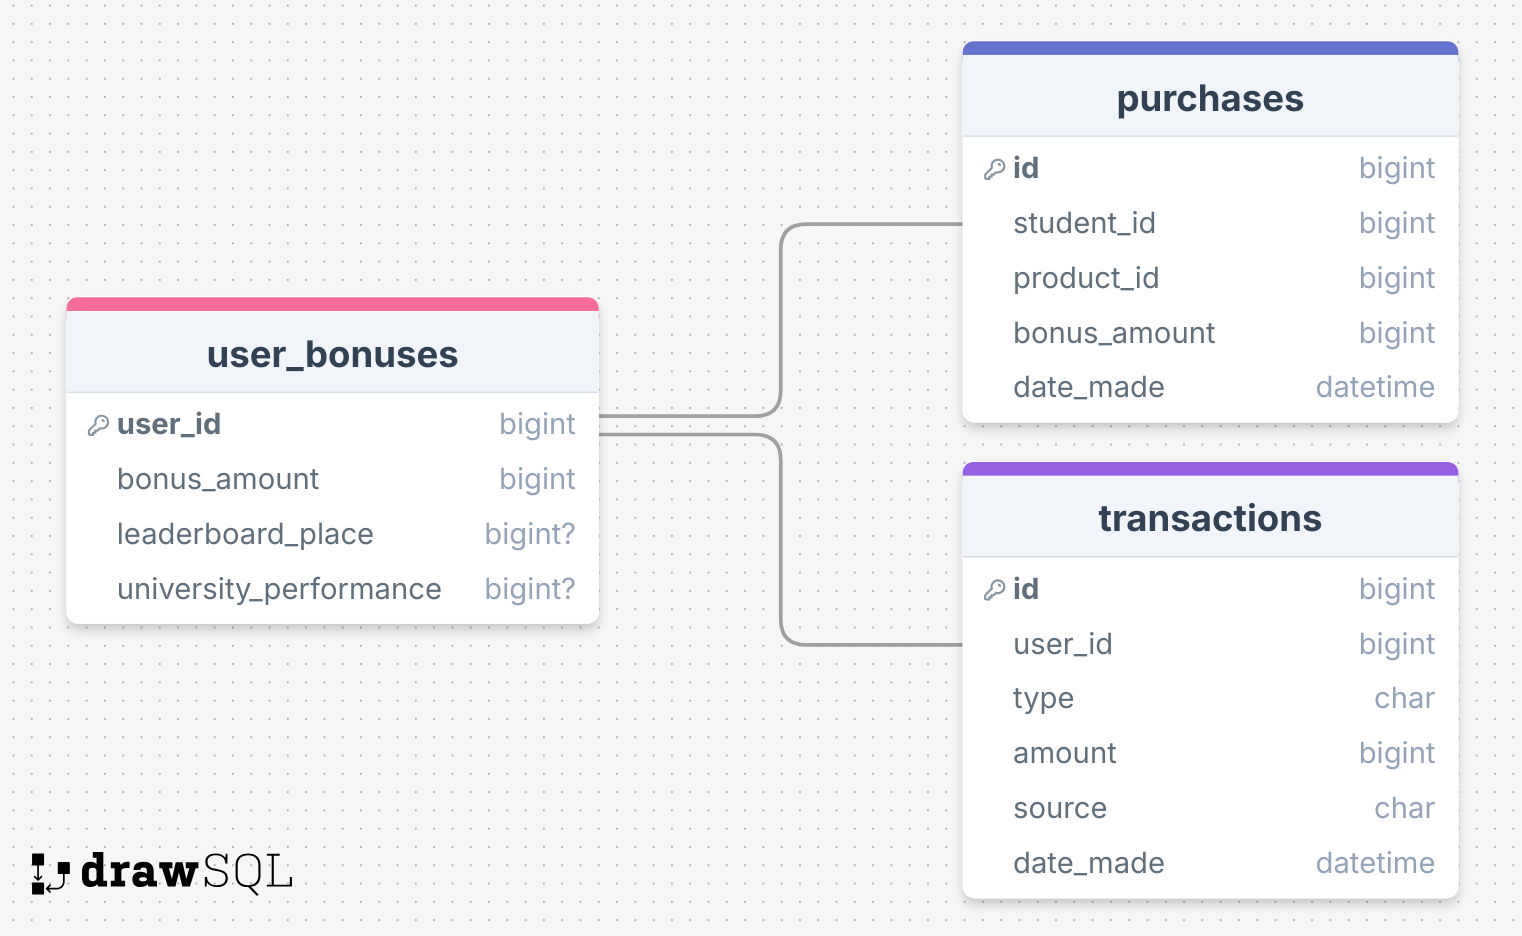 purchases
id bigint
student_id bigint
product_id bigint
bonus_amount bigint
date_made datetime
user_bonuses
user_id bigint
bonus_amount bigint
leaderboard_place bigint?
university_performance bigint?
transactions
id bigint
user_id bigint
type char
amount bigint
source char
date_made datetime
drawSQL